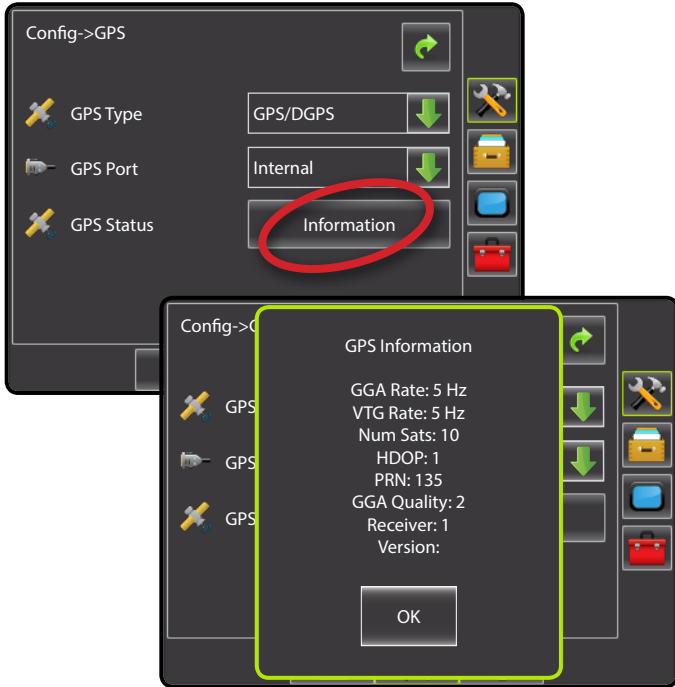 Config->GPS
GPS Type
GPS/DGPS
GPS Port
Internal
GPS Status
Information
Config->
GPS Information
GGA Rate: 5 Hz
VTG Rate: 5 Hz
Num Sats: 10
HDOP: 1
PRN: 135
GGA Quality: 2
Receiver: 1
Version:
GPS
GPS
GPS
OK